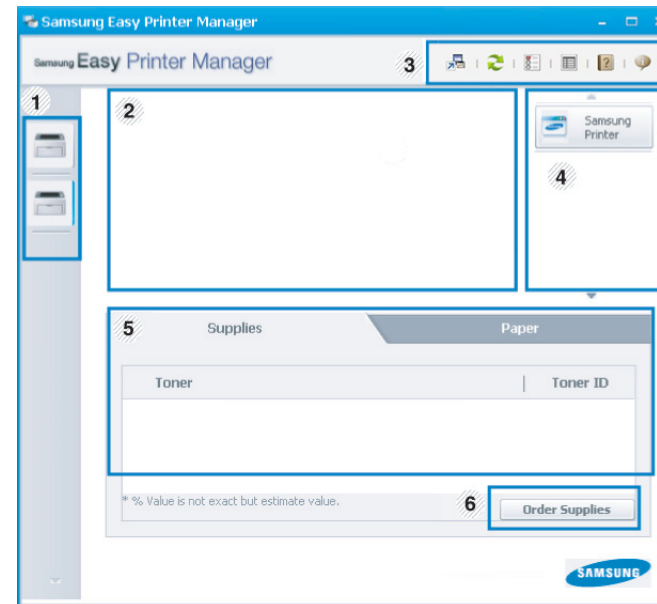 Samsung Easy Printer Manager
Samsung Easy Printer Manager
3
1
2
Samsung
Printer
4
5
Supplies
Paper
Toner
Toner ID
* % Value is not exact but estimate value.
6
Order Supplies
SAMSUNG